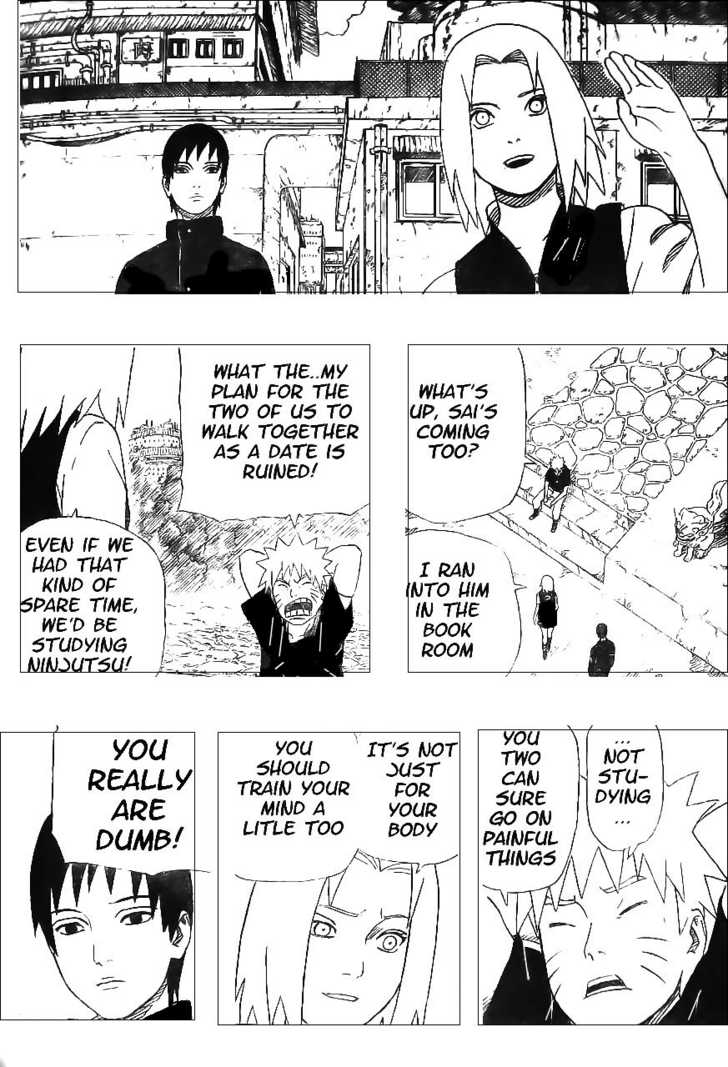 WHAT'S
UP, SAI'S
COMING
TOO?
I RAN
INTO HIM
IN THE
BOOK
ROOM
WHAT THE..MY
PLAN FOR THE
TWO OF US TO
WALK TOGETHER
AS A DATE IS
RUINED!
EVEN IF WE
HAD THAT
KIND OF
SPARE TIME,
WE'D BE
STUDYING
NINJUTSU!
...
NOT
STU-
DYING
...
YOU
TWO
CAN
SURE
GO ON
PAINFUL
THINGS
IT'S NOT
JUST
FOR
YOUR
BODY
YOU
SHOULD
TRAIN YOUR
MIND A
LITLE TOO
YOU
REALLY
ARE
DUMB!